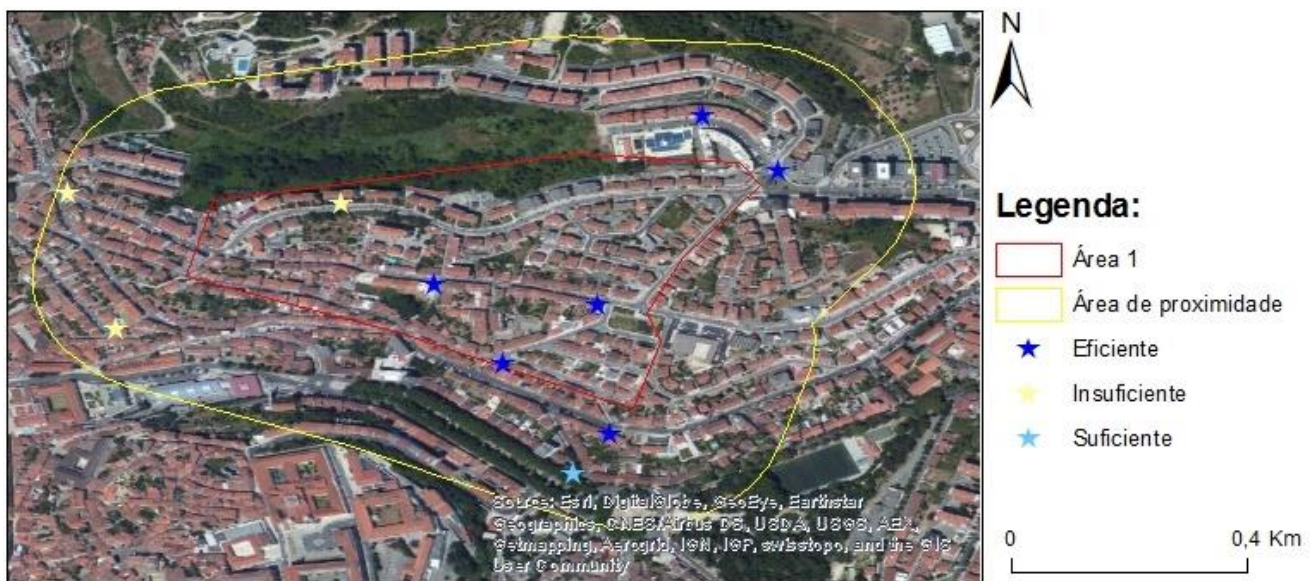 N
Legenda:
Área 1
Área de proximidade
Eficiente
Insuficiente
Suficiente
0 0,4 Km
Source: Esri, DigitalGlobe, GeoEye, Earthstar
Geographics, CNES/Airbus DS, USDA, USGS, AEX,
Getmapping, Aerogrid, IGN, IGP, swisstopo, and the GIS
User Community